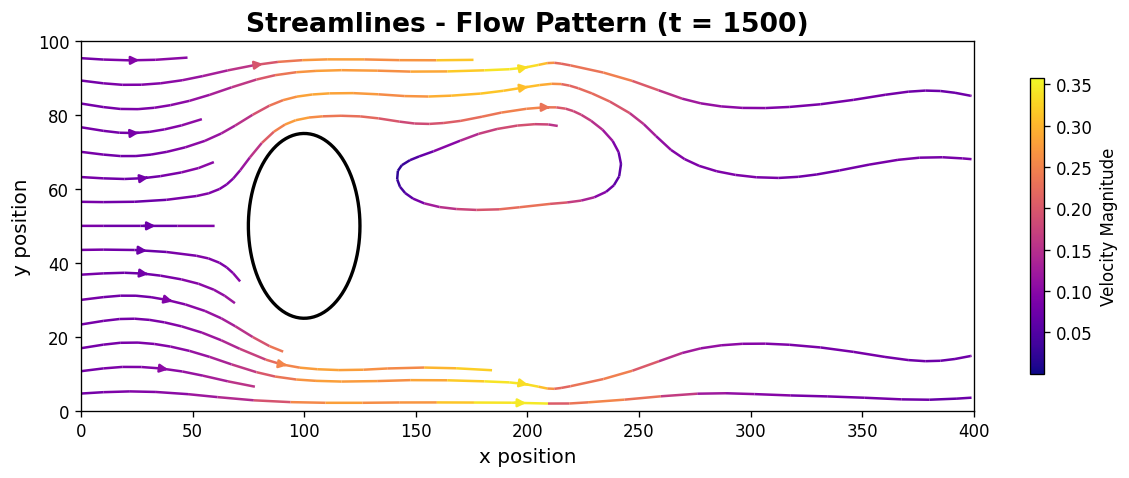 Streamlines - Flow Pattern (t = 1500)
100
80
60
40
20
0
y position
0 50 100 150 200 250 300 350 400
x position
0.35
0.30
0.25
0.20
0.15
0.10
0.05
Velocity Magnitude